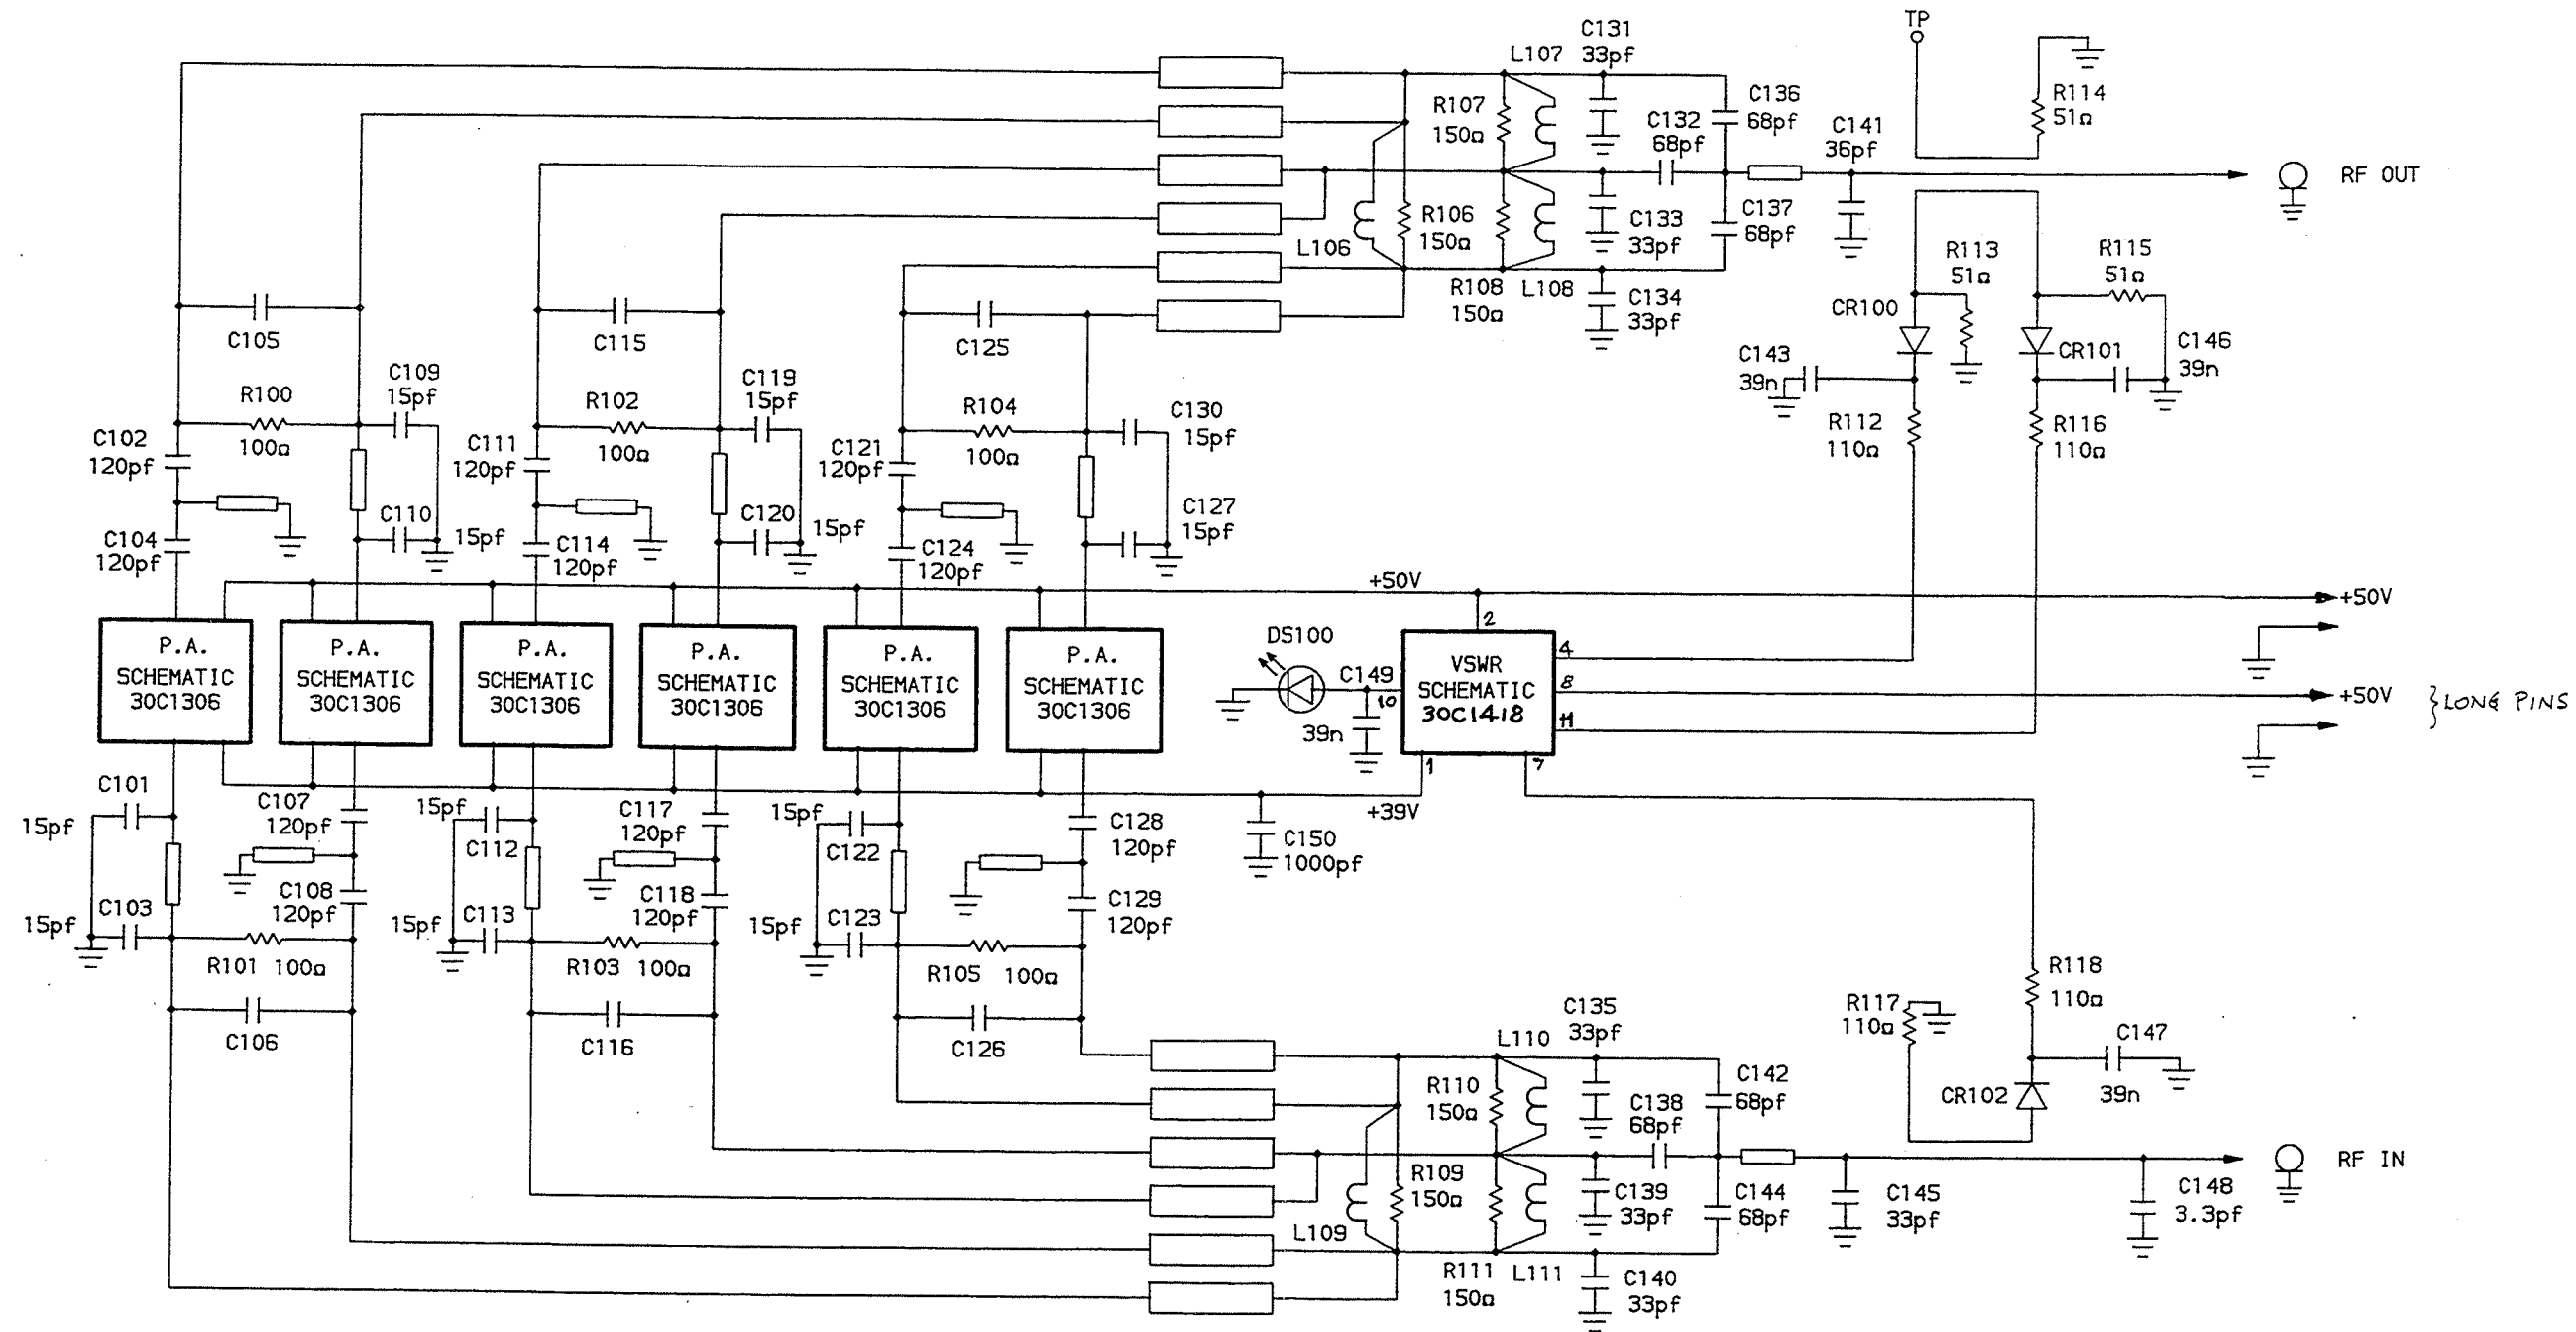 TP
L107
C131
33pf
R107
150Ω
C132
68pf
C136
68pf
C141
36pf
R114
51Ω
RF OUT
L106
R106
150Ω
C133
33pf
C137
68pf
R108
150Ω
L108
C134
33pf
R113
51Ω
R115
51Ω
CR100
CR101
C143
39n
C146
39n
R112
110Ω
R116
110Ω
C105
C115
C125
R100
100Ω
C109
15pf
R102
100Ω
C119
15pf
R104
100Ω
C130
15pf
C102
120pf
C111
120pf
C121
120pf
C104
120pf
C110
15pf
C114
120pf
C120
15pf
C124
120pf
C127
15pf
+50V
+50V
P.A.
SCHEMATIC
30C1306
P.A.
SCHEMATIC
30C1306
P.A.
SCHEMATIC
30C1306
P.A.
SCHEMATIC
30C1306
P.A.
SCHEMATIC
30C1306
P.A.
SCHEMATIC
30C1306
DS100
C149
39n
10
2
VSWR
SCHEMATIC
30C1418
4
8
11
1
7
+50V
} LONG PINS
+39V
C150
1000pf
C101
15pf
C107
120pf
15pf
C112
C117
120pf
15pf
C122
C128
120pf
C103
15pf
C108
120pf
C113
15pf
C118
120pf
C123
15pf
C129
120pf
R101 100Ω
R103 100Ω
R105 100Ω
C106
C116
C126
R118
110Ω
R117
110Ω
C147
39n
CR102
L110
C135
33pf
R110
150Ω
C138
68pf
C142
68pf
RF IN
L109
R109
150Ω
C139
33pf
C144
68pf
C145
33pf
C148
3.3pf
R111
150Ω
L111
C140
33pf